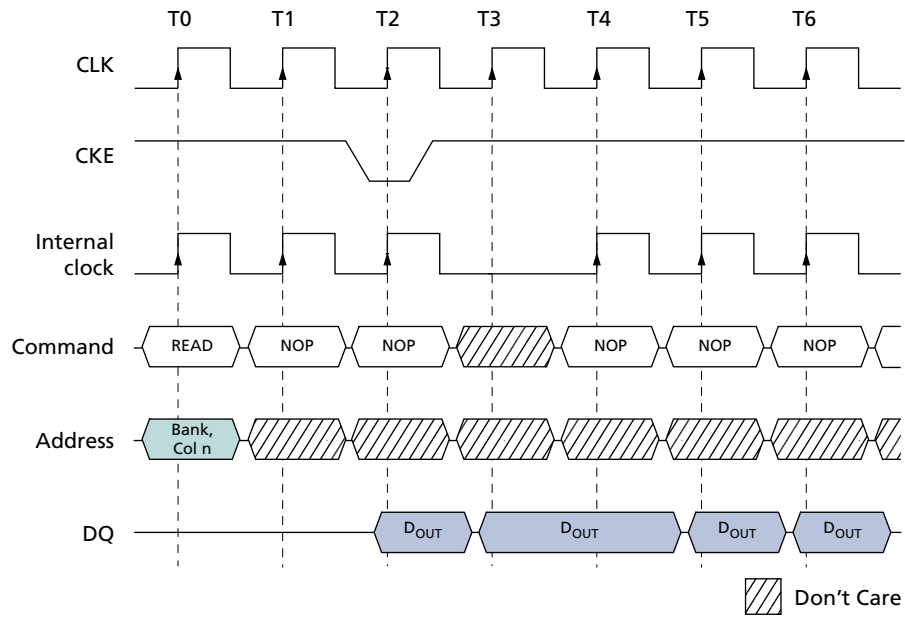 T0 T1 T2 T3 T4 T5 T6
CLK
CKE
Internal
clock
Command READ NOP NOP NOP NOP NOP
Address Bank,
Col n
DQ DOUT DOUT DOUT DOUT
Don't Care